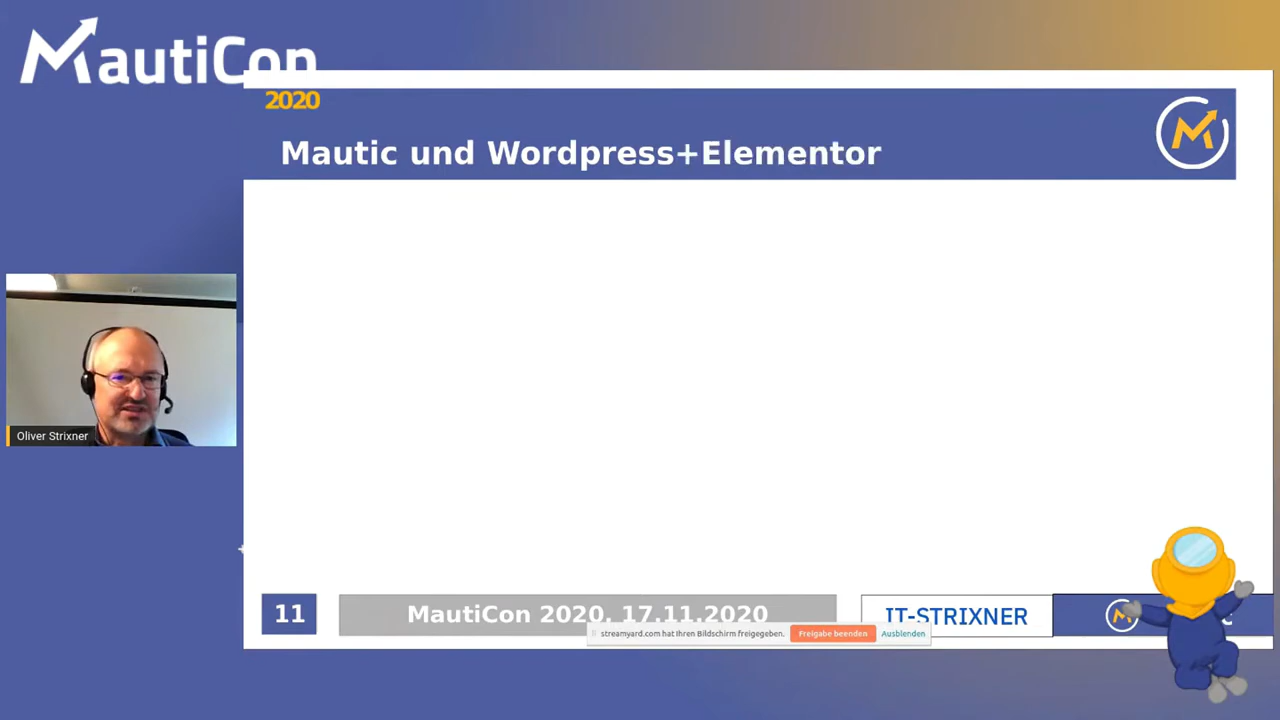 MautiCon
2020
Mautic und Wordpress+Elementor
Oliver Strixner
11
MautiCon 2020, 17.11.2020
IT-STRIXNER
streamyard.com hat Ihren Bildschirm freigegeben.
Freigabe beenden
Ausblenden